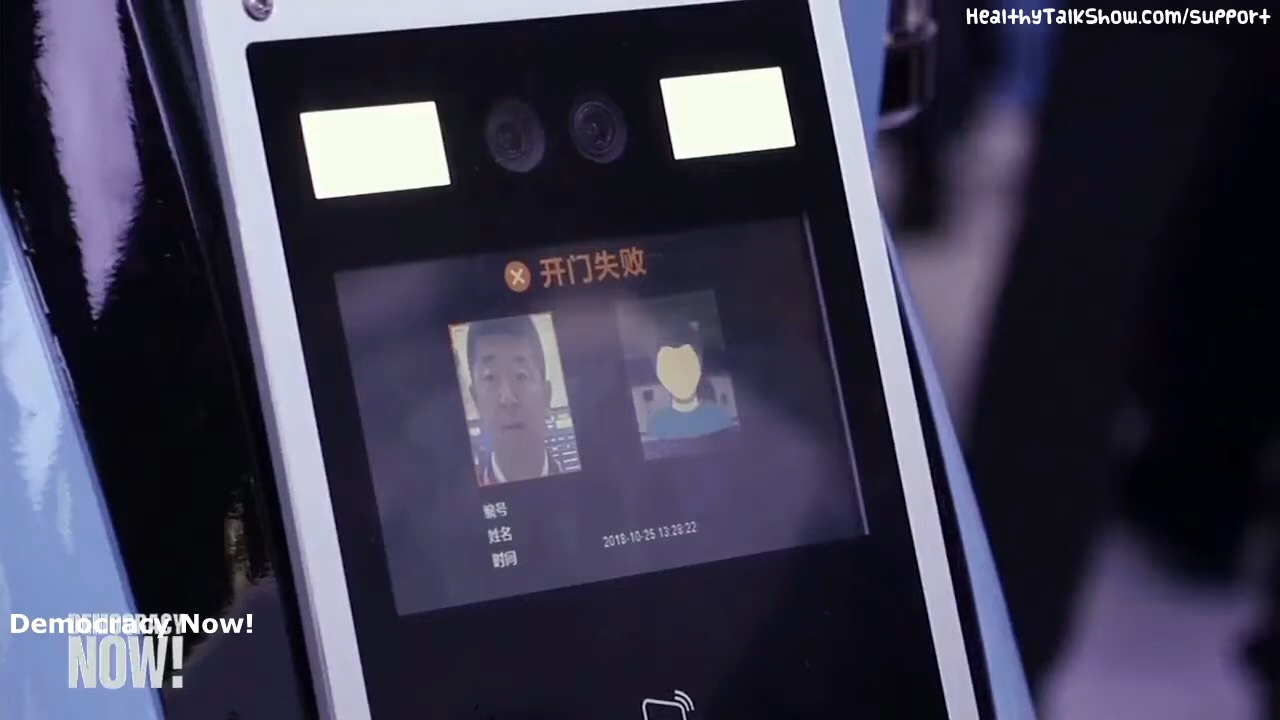 HealthyTalkShow.com/support
开门失败
编号
姓名
时间
2018-10-25 13:28:22
Democracy Now!
DEMOCRACY
NOW!